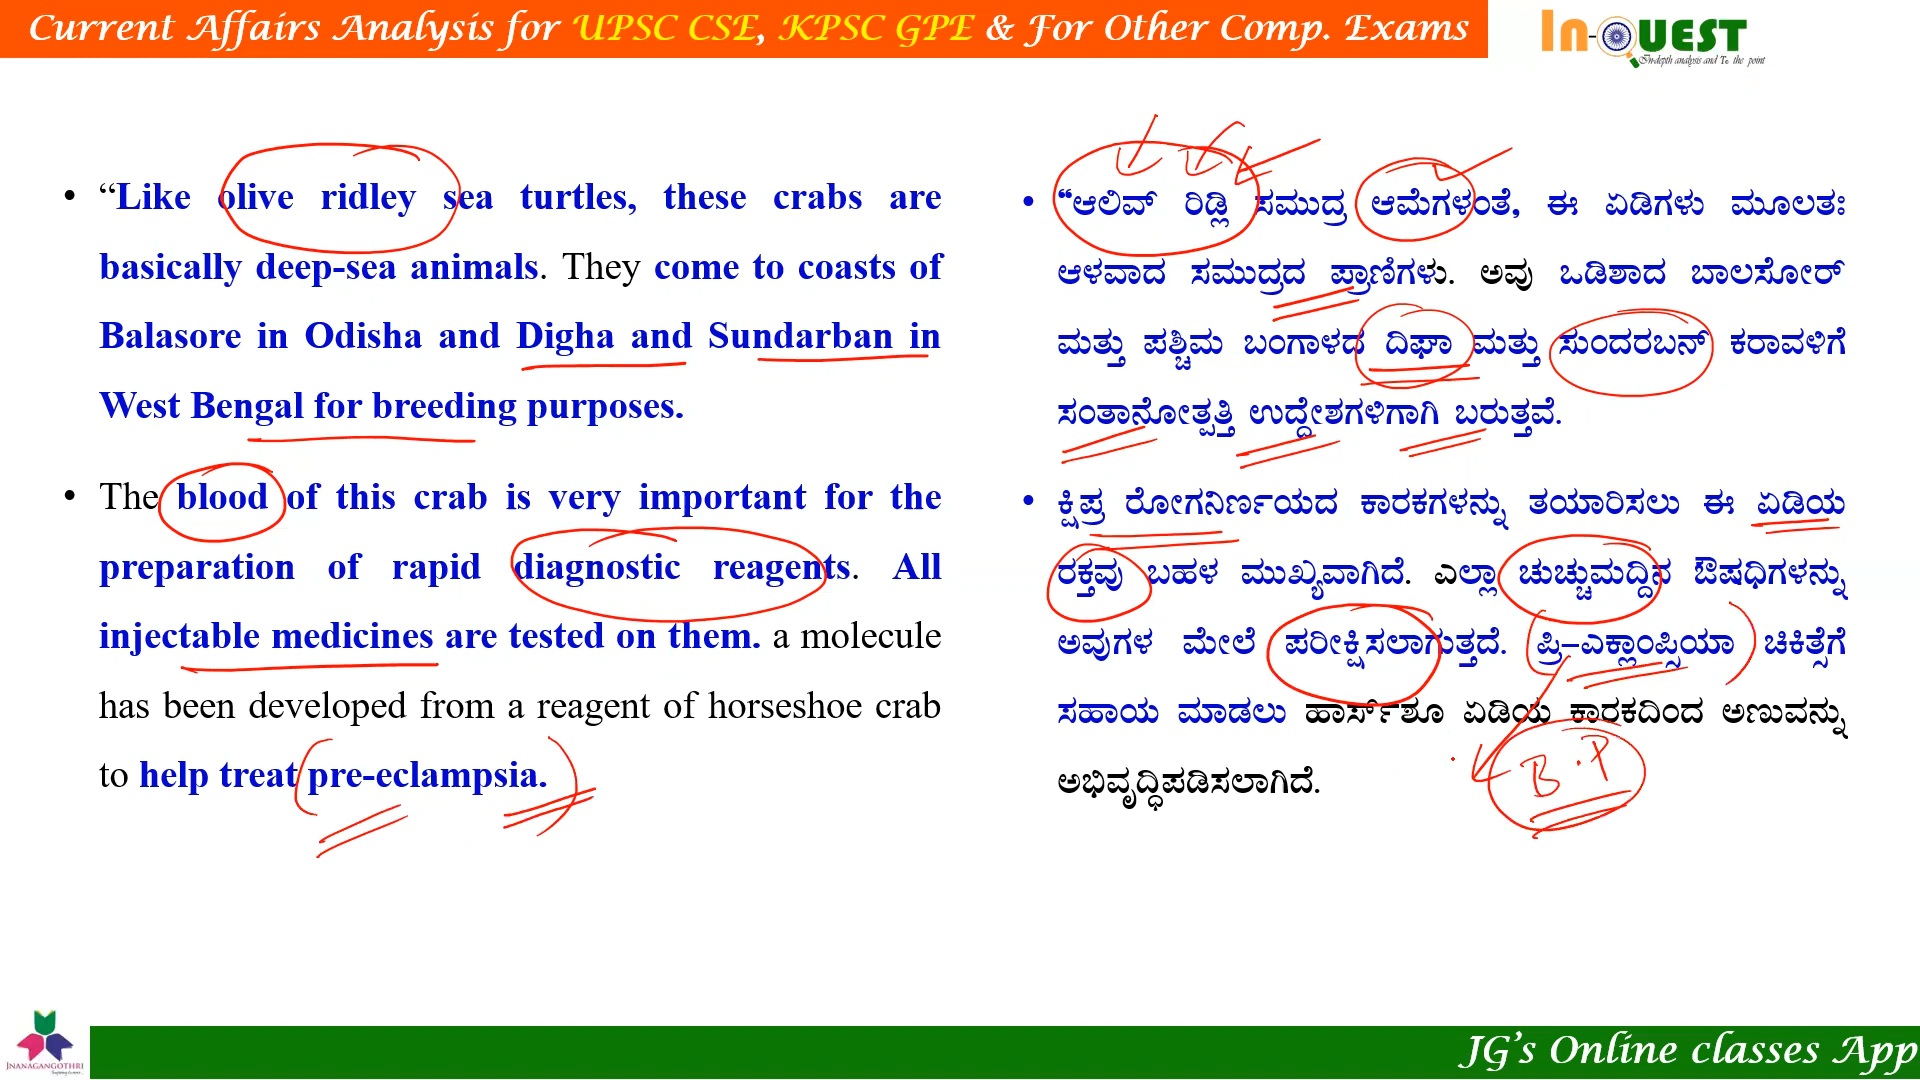 Current Affairs Analysis for UPSC CSE, KPSC GPE & For Other Comp. Exams
In-QUEST
In-depth analysis and To the point
• “Like olive ridley sea turtles, these crabs are
basically deep-sea animals. They come to coasts of
Balasore in Odisha and Digha and Sundarban in
West Bengal for breeding purposes.
• The blood of this crab is very important for the
preparation of rapid diagnostic reagents. All
injectable medicines are tested on them. a molecule
has been developed from a reagent of horseshoe crab
to help treat pre-eclampsia.
• “ಆಲಿವ್ ರಿಡ್ಲಿ ಸಮುದ್ರ ಆಮೆಗಳಂತೆ, ಈ ಏಡಿಗಳು ಮೂಲತಃ
ಆಳವಾದ ಸಮುದ್ರದ ಪ್ರಾಣಿಗಳು. ಅವು ಒಡಿಶಾದ ಬಾಲಸೋರ್
ಮತ್ತು ಪಶ್ಚಿಮ ಬಂಗಾಳದ ದಿಘಾ ಮತ್ತು ಸುಂದರಬನ್ ಕರಾವಳಿಗೆ
ಸಂತಾನೋತ್ಪತ್ತಿ ಉದ್ದೇಶಗಳಿಗಾಗಿ ಬರುತ್ತವೆ.
• ಕ್ಷಿಪ್ರ ರೋಗನಿರ್ಣಯದ ಕಾರಕಗಳನ್ನು ತಯಾರಿಸಲು ಈ ಏಡಿಯ
ರಕ್ತವು ಬಹಳ ಮುಖ್ಯವಾಗಿದೆ. ಎಲ್ಲಾ ಚುಚ್ಚುಮದ್ದಿನ ಔಷಧಿಗಳನ್ನು
ಅವುಗಳ ಮೇಲೆ ಪರೀಕ್ಷಿಸಲಾಗುತ್ತದೆ. ಪ್ರಿ-ಎಕ್ಲಾಂಪ್ಸಿಯಾ ಚಿಕಿತ್ಸೆಗೆ
ಸಹಾಯ ಮಾಡಲು ಹಾರ್ಸ್‌ಶೂ ಏಡಿಯ ಕಾರಕದಿಂದ ಅಣುವನ್ನು
ಅಭಿವೃದ್ಧಿಪಡಿಸಲಾಗಿದೆ.
B.P
JNANAGANGOTHRI
JG’s Online classes App